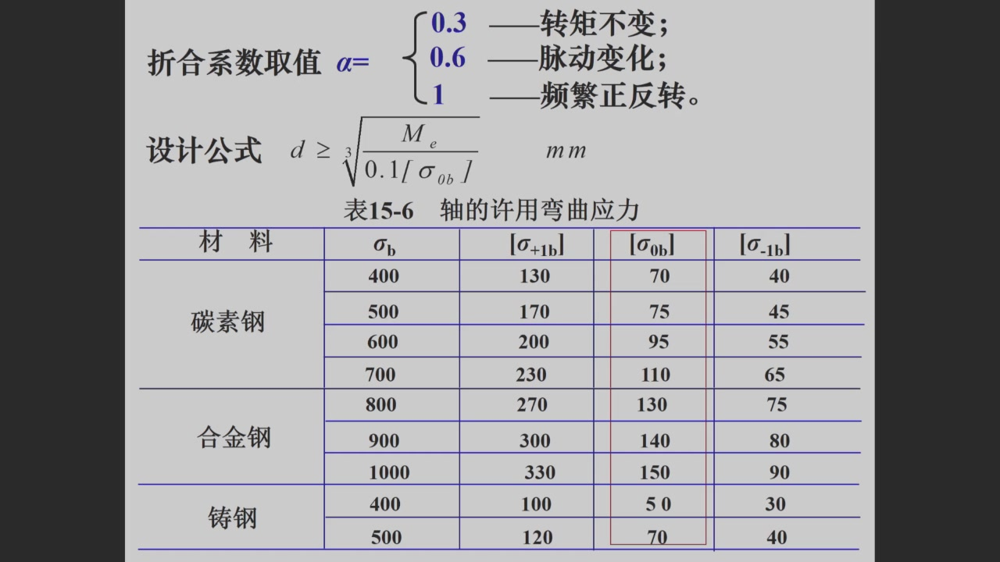 折合系数取值 α=
0.3 ——转矩不变；
0.6 ——脉动变化；
1 ——频繁正反转。
设计公式 d ≥ ∛(Me / 0.1[σ0b]) mm
表15-6 轴的许用弯曲应力
材 料 σb [σ+1b] [σ0b] [σ-1b]
碳素钢
400 130 70 40
500 170 75 45
600 200 95 55
700 230 110 65
合金钢
800 270 130 75
900 300 140 80
1000 330 150 90
铸钢
400 100 5 0 30
500 120 70 40